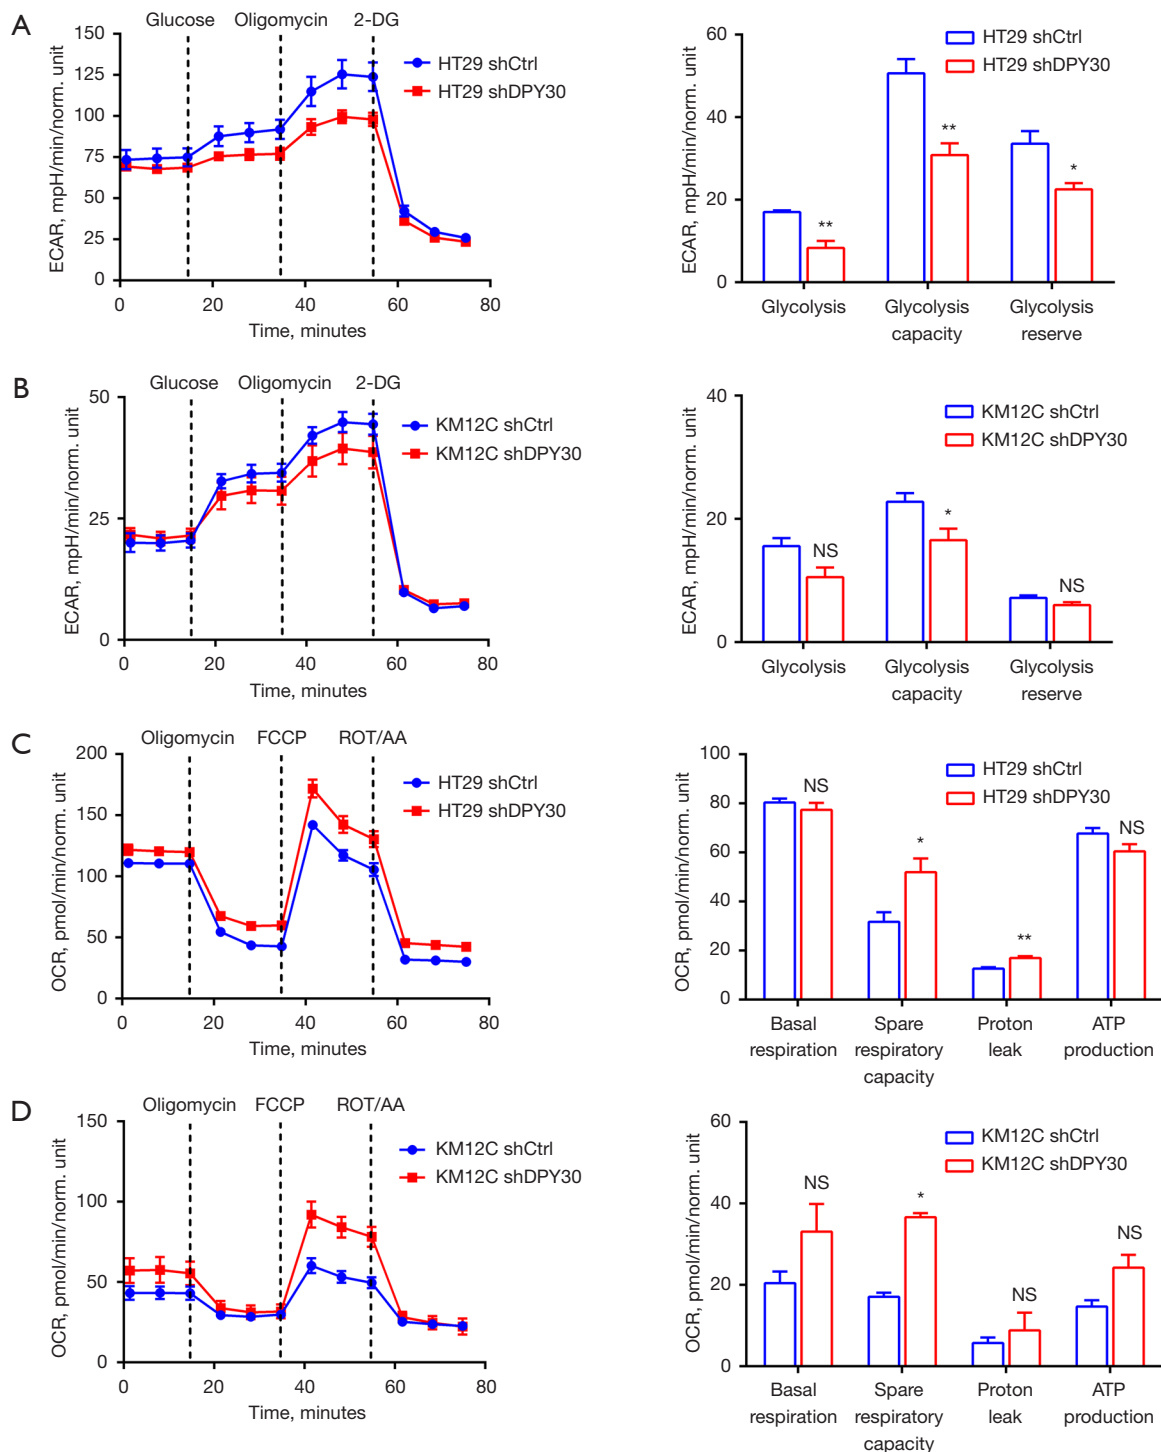 A
Glucose Oligomycin 2-DG
ECAR, mpH/min/norm. unit
150
125
100
75
50
25
0
0 20 40 60 80
Time, minutes
HT29 shCtrl
HT29 shDPY30
ECAR, mpH/min/norm. unit
60
40
20
0
HT29 shCtrl
HT29 shDPY30
**
**
*
Glycolysis
Glycolysis capacity
Glycolysis reserve
B
Glucose Oligomycin 2-DG
ECAR, mpH/min/norm. unit
50
25
0
0 20 40 60 80
Time, minutes
KM12C shCtrl
KM12C shDPY30
ECAR, mpH/min/norm. unit
40
20
0
KM12C shCtrl
KM12C shDPY30
NS
*
NS
Glycolysis
Glycolysis capacity
Glycolysis reserve
C
Oligomycin FCCP ROT/AA
OCR, pmol/min/norm. unit
200
150
100
50
0
0 20 40 60 80
Time, minutes
HT29 shCtrl
HT29 shDPY30
OCR, pmol/min/norm. unit
100
80
60
40
20
0
HT29 shCtrl
HT29 shDPY30
NS
*
**
NS
Basal respiration
Spare respiratory capacity
Proton leak
ATP production
D
Oligomycin FCCP ROT/AA
OCR, pmol/min/norm. unit
150
100
50
0
0 20 40 60 80
Time, minutes
KM12C shCtrl
KM12C shDPY30
OCR, pmol/min/norm. unit
60
40
20
0
KM12C shCtrl
KM12C shDPY30
NS
*
NS
NS
Basal respiration
Spare respiratory capacity
Proton leak
ATP production